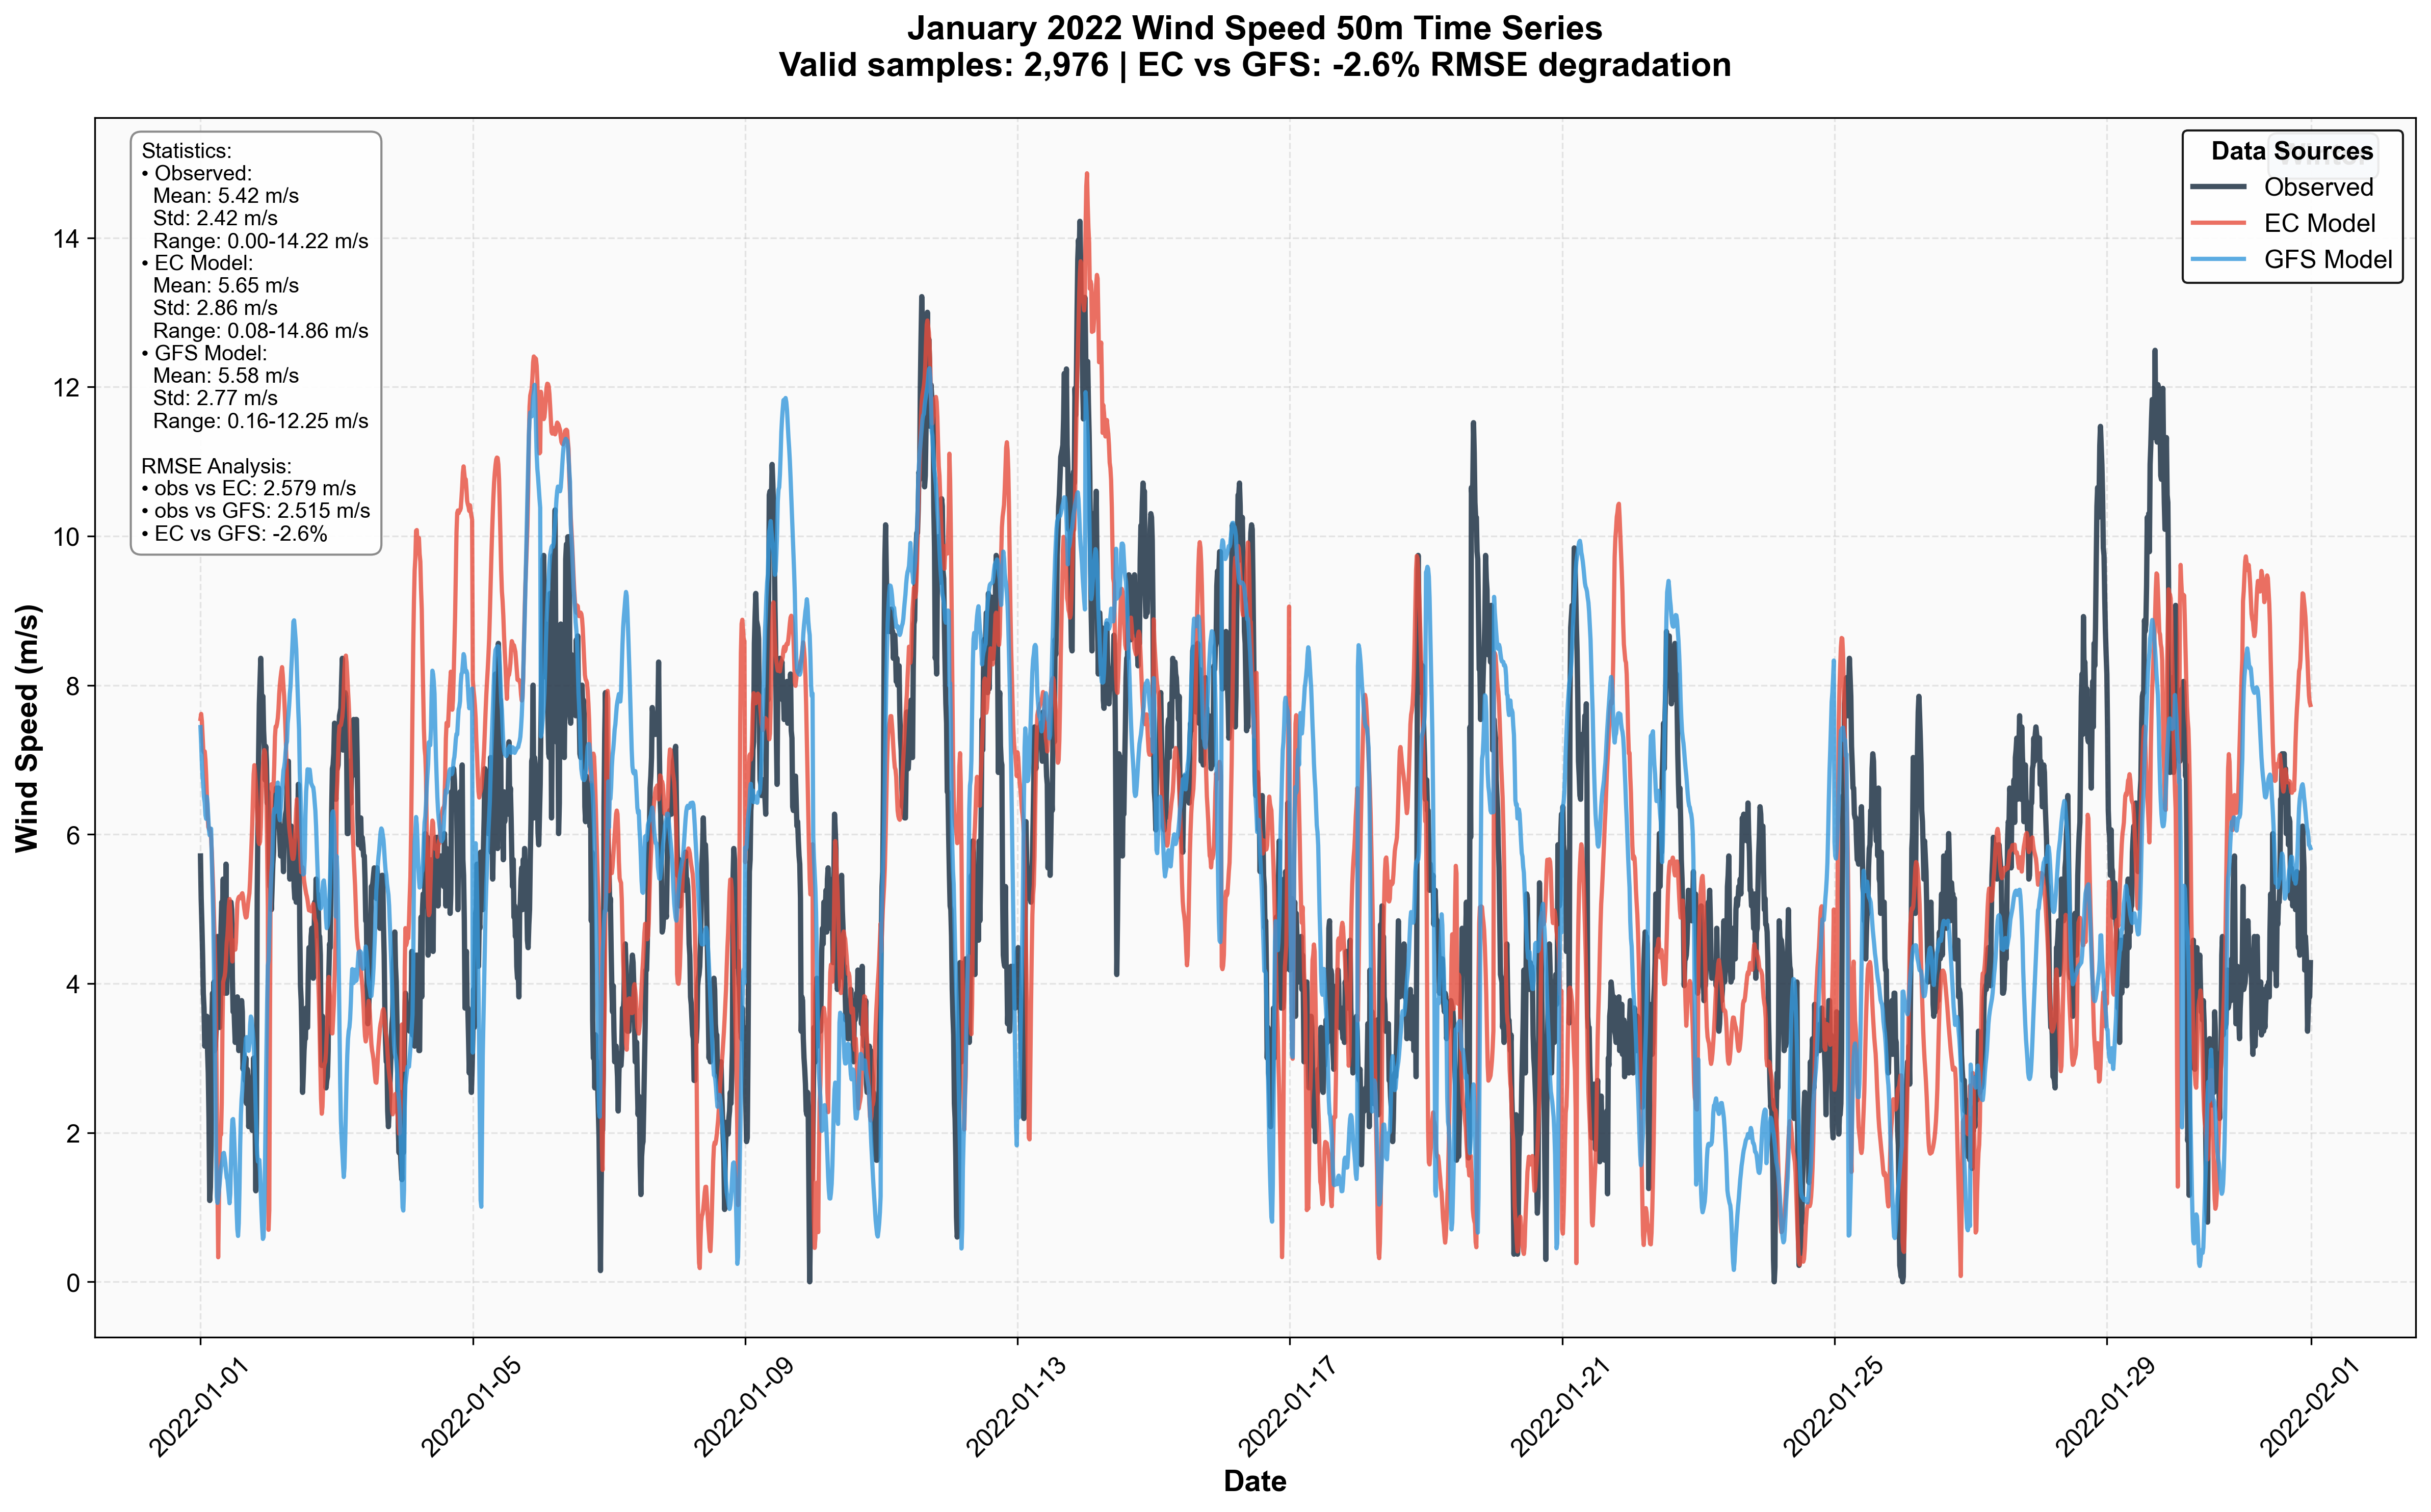 January 2022 Wind Speed 50m Time Series
Valid samples: 2,976 | EC vs GFS: -2.6% RMSE degradation
Statistics:
• Observed:
Mean: 5.42 m/s
Std: 2.42 m/s
Range: 0.00-14.22 m/s
• EC Model:
Mean: 5.65 m/s
Std: 2.86 m/s
Range: 0.08-14.86 m/s
• GFS Model:
Mean: 5.58 m/s
Std: 2.77 m/s
Range: 0.16-12.25 m/s
RMSE Analysis:
• obs vs EC: 2.579 m/s
• obs vs GFS: 2.515 m/s
• EC vs GFS: -2.6%
Data Sources
Observed
EC Model
GFS Model
Wind Speed (m/s)
14
12
10
8
6
4
2
0
2022-01-01
2022-01-05
2022-01-09
2022-01-13
2022-01-17
2022-01-21
2022-01-25
2022-01-29
2022-02-01
Date